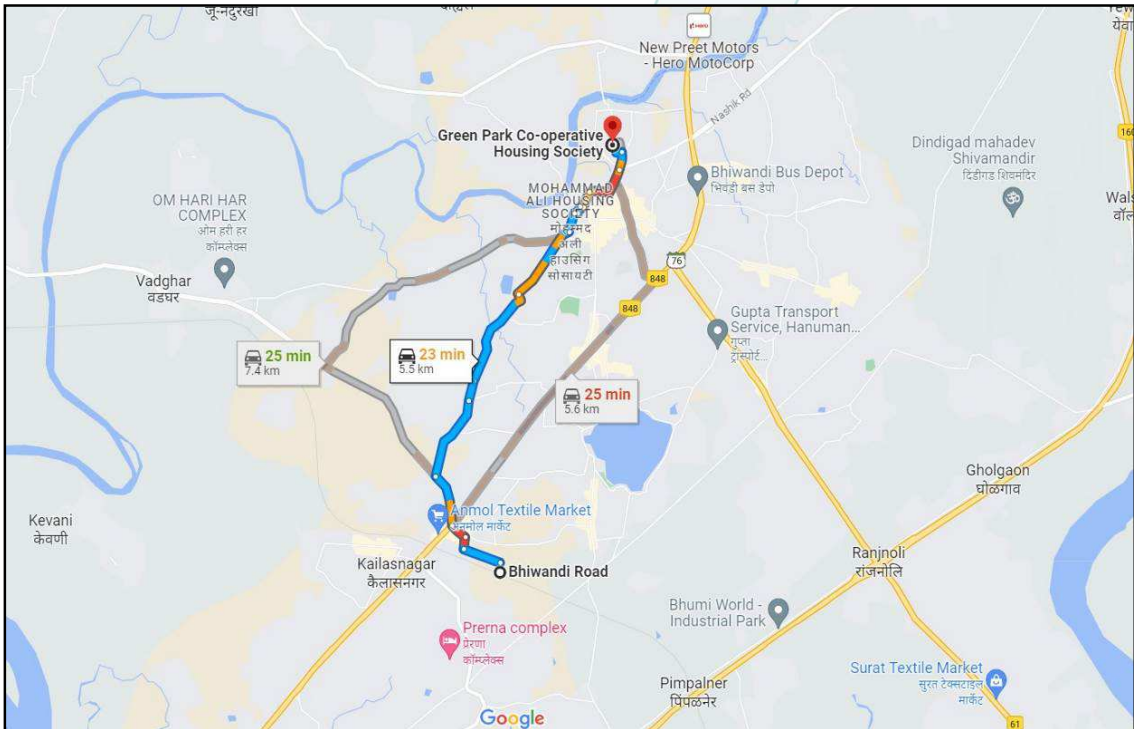 जू-नंदुरखी
New Preet Motors
- Hero MotoCorp
Nashik Rd
160
Green Park Co-operative
Housing Society
Dindigad mahadev
Shivamandir
दिंडीगड शिवमंदिर
Bhiwandi Bus Depot
भिवंडी बस डेपो
MOHAMMAD
ALI HOUSING
SOCIETY
मोहम्मद
अली
हाउसिंग
सोसायटी
OM HARI HAR
COMPLEX
ओम हरी हर
कॉम्प्लेक्स
Vadghar
वडघर
76
848
848
Gupta Transport
Service, Hanuman...
गुप्ता
ट्रान्सपोर्ट...
25 min
7.4 km
23 min
5.5 km
25 min
5.6 km
Gholgaon
घोळगाव
Kevani
केवणी
Anmol Textile Market
अनमोल मार्केट
Kailasnagar
कैलासनगर
Bhiwandi Road
Ranjnoli
रांजनोलि
Bhumi World -
Industrial Park
Prerna complex
प्रेरणा
कॉम्प्लेक्स
Surat Textile Market
सुरत टेक्सटाइल
मार्केट
Pimpalner
पिंपळनेर
Google
61